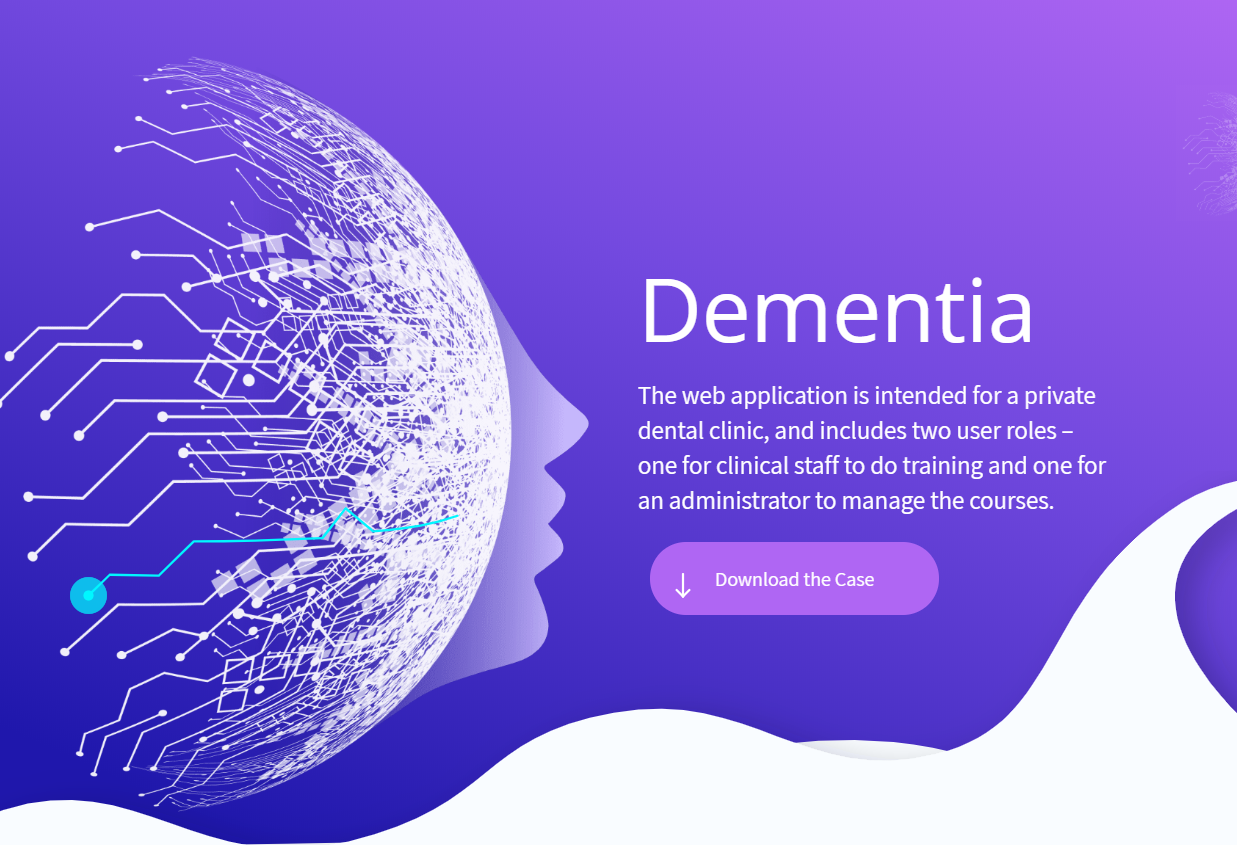 Dementia
The web application is intended for a private
dental clinic, and includes two user roles –
one for clinical staff to do training and one for
an administrator to manage the courses.
Download the Case